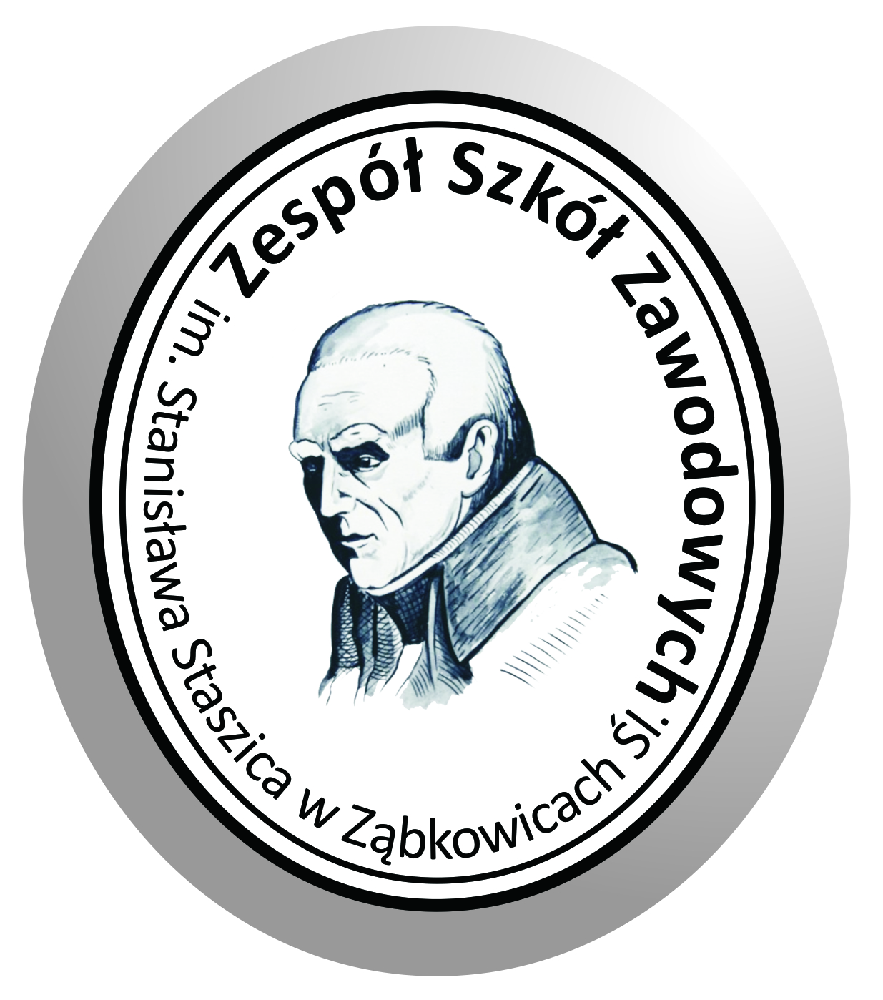 Zespół Szkół Zawodowych
im. Stanisława Staszica w Ząbkowicach Śl.